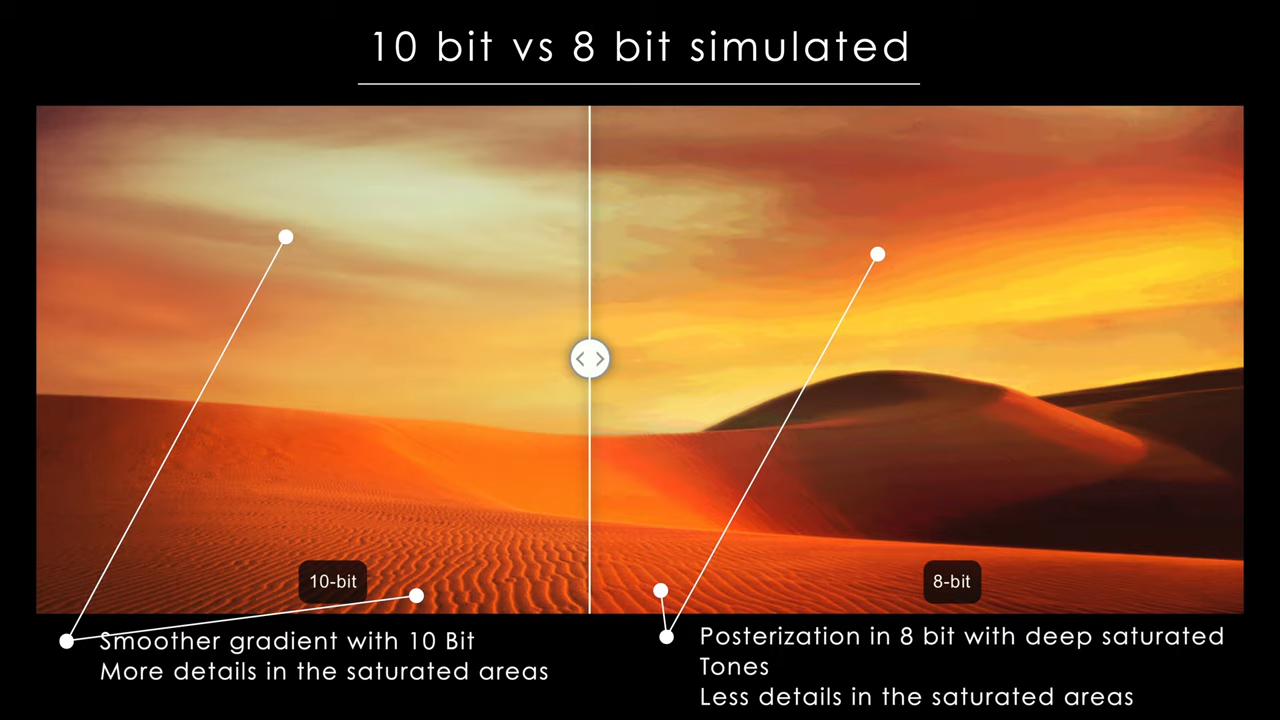 10 bit vs 8 bit simulated
10-bit
8-bit
Smoother gradient with 10 Bit
More details in the saturated areas
Posterization in 8 bit with deep saturated
Tones
Less details in the saturated areas